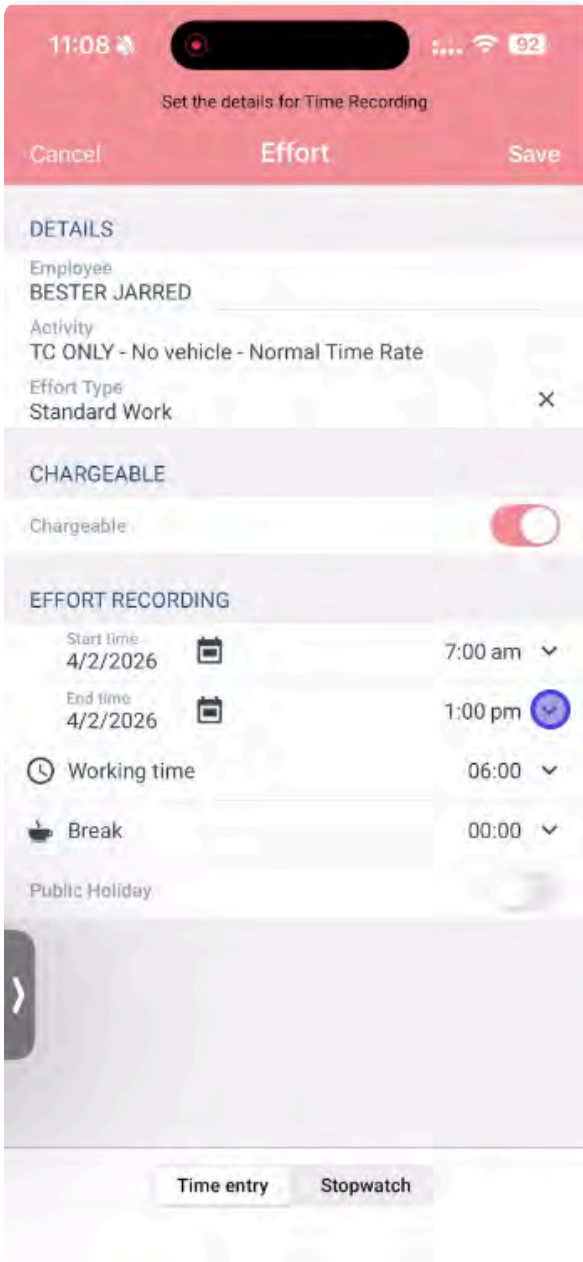 11:08
92
Set the details for Time Recording
Cancel Effort Save
DETAILS
Employee
BESTER JARRED
Activity
TC ONLY - No vehicle - Normal Time Rate
Effort Type
Standard Work
CHARGEABLE
Chargeable
EFFORT RECORDING
Start time
4/2/2026 7:00 am
End time
4/2/2026 1:00 pm
Working time 06:00
Break 00:00
Public Holiday
Time entry Stopwatch